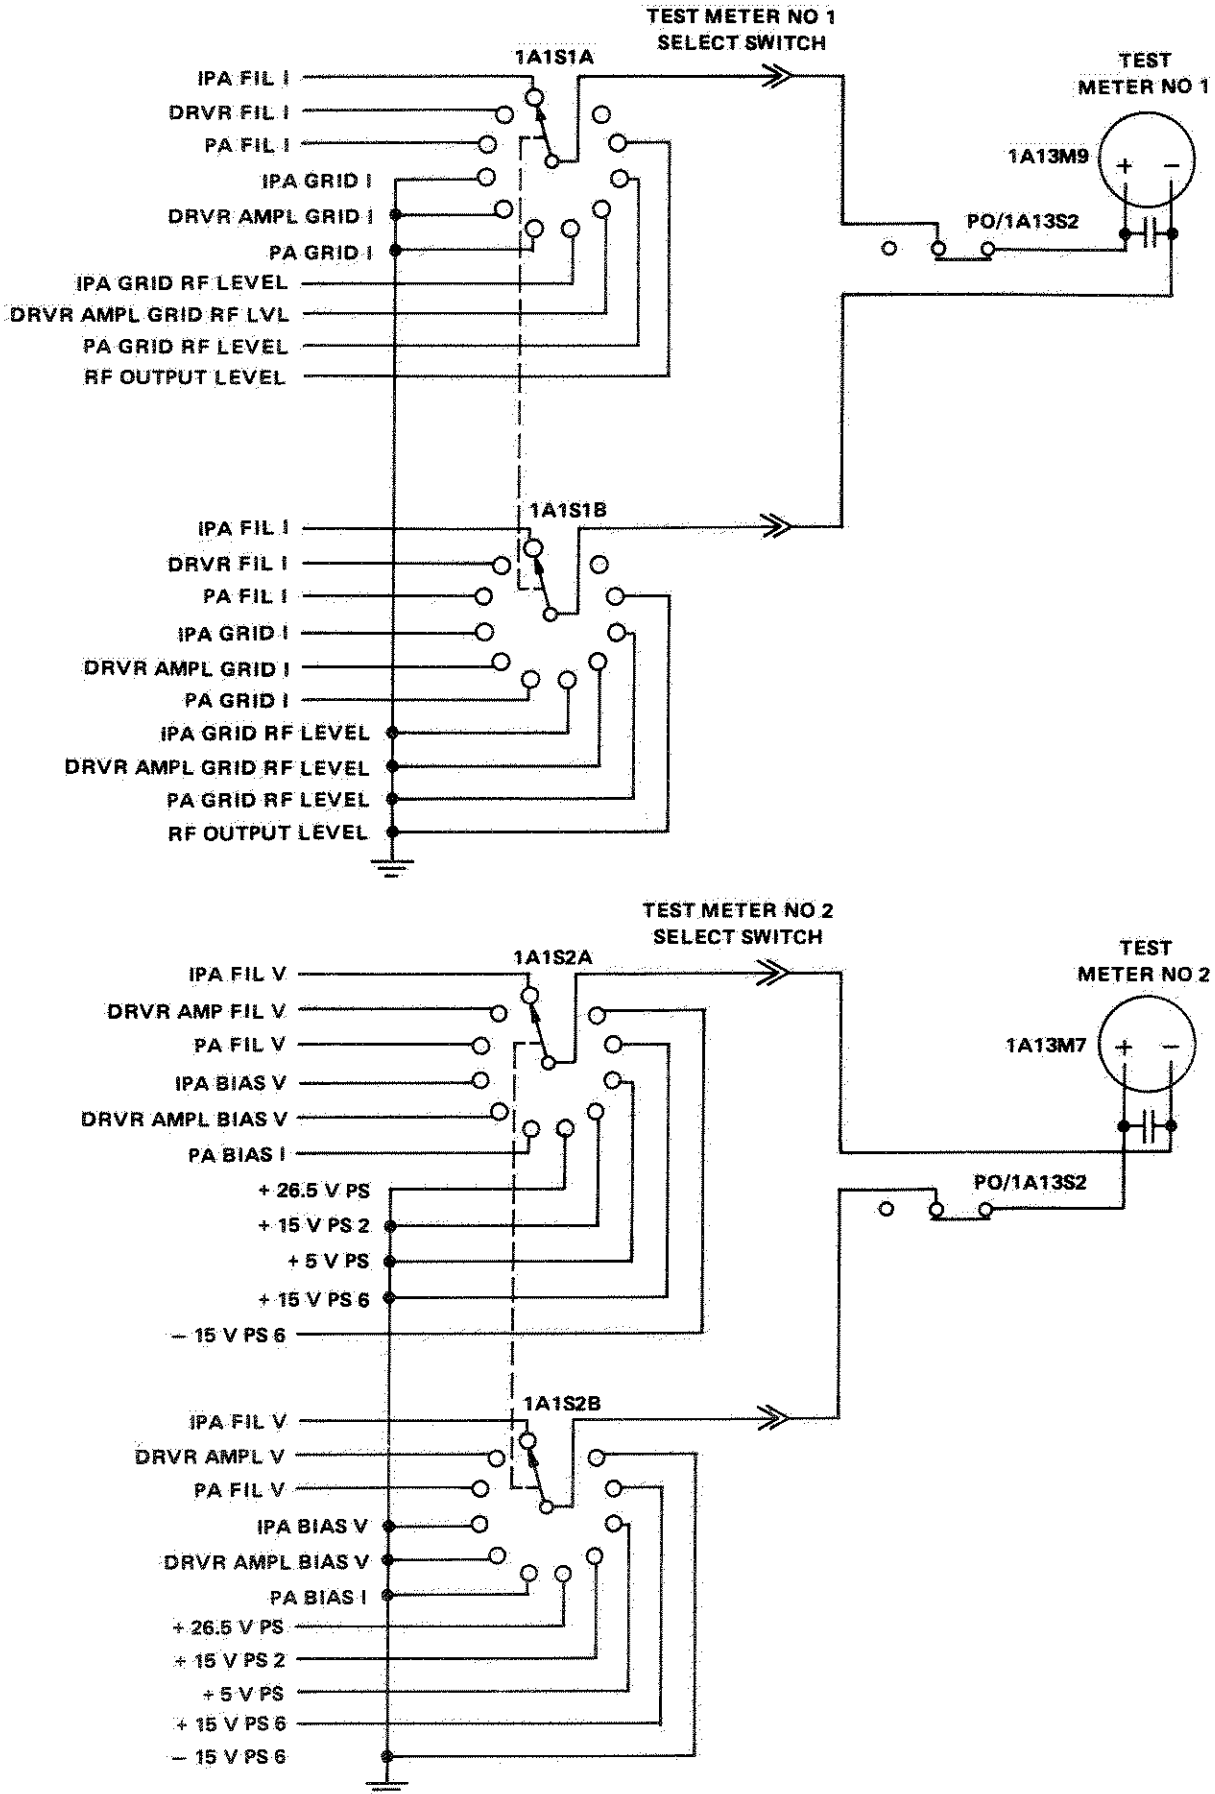 TEST METER NO 1
SELECT SWITCH
1A1S1A
TEST
METER NO 1
IPA FIL I
DRVR FIL I
PA FIL I
IPA GRID I
DRVR AMPL GRID I
PA GRID I
IPA GRID RF LEVEL
DRVR AMPL GRID RF LVL
PA GRID RF LEVEL
RF OUTPUT LEVEL
1A13M9
+ −
PO/1A13S2
1A1S1B
IPA FIL I
DRVR FIL I
PA FIL I
IPA GRID I
DRVR AMPL GRID I
PA GRID I
IPA GRID RF LEVEL
DRVR AMPL GRID RF LEVEL
PA GRID RF LEVEL
RF OUTPUT LEVEL
TEST METER NO 2
SELECT SWITCH
1A1S2A
TEST
METER NO 2
IPA FIL V
DRVR AMP FIL V
PA FIL V
IPA BIAS V
DRVR AMPL BIAS V
PA BIAS I
+ 26.5 V PS
+ 15 V PS 2
+ 5 V PS
+ 15 V PS 6
− 15 V PS 6
1A13M7
+ −
PO/1A13S2
1A1S2B
IPA FIL V
DRVR AMPL V
PA FIL V
IPA BIAS V
DRVR AMPL BIAS V
PA BIAS I
+ 26.5 V PS
+ 15 V PS 2
+ 5 V PS
+ 15 V PS 6
− 15 V PS 6